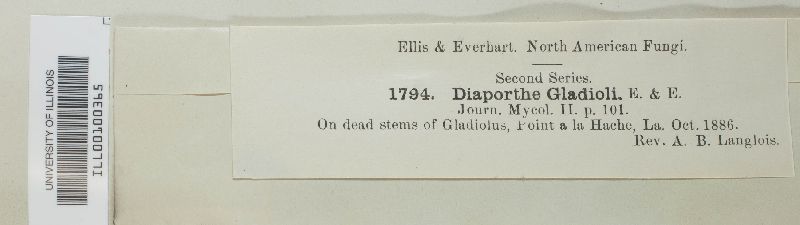 Ellis & Everhart. North American Fungi.
Second Series.
1794. Diaporthe Gladioli. E. & E.
Journ. Mycol. II. p. 101.
On dead stems of Gladiolus, Point a la Hache, La. Oct. 1886.
Rev. A. B. Langlois.
UNIVERSITY OF ILLINOIS
ILL00100365